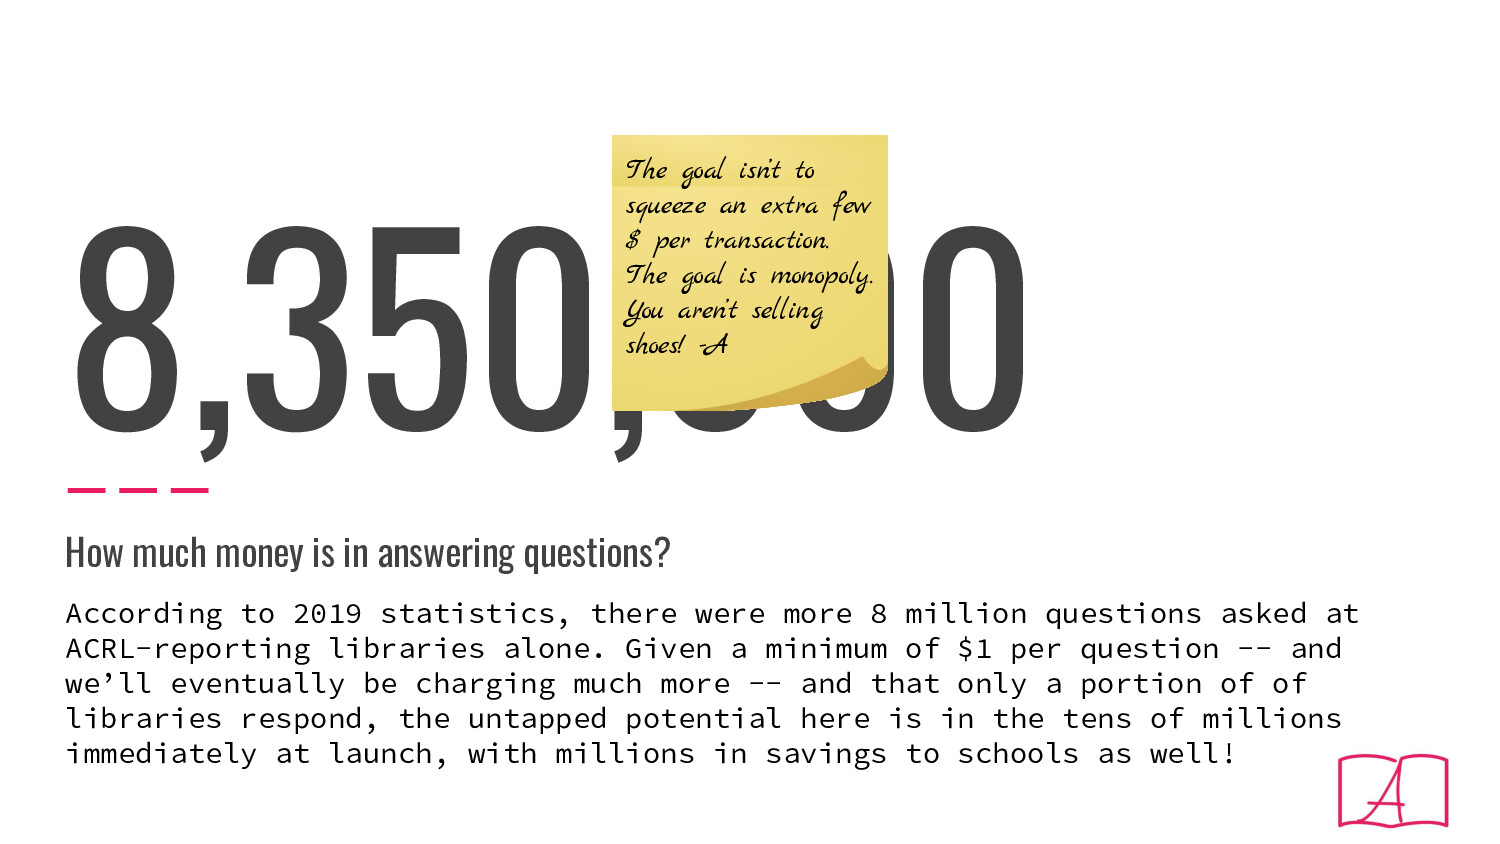 The goal isn't to
squeeze an extra few
$ per transaction.
The goal is monopoly.
You aren't selling
shoes! -A
8,350,000
How much money is in answering questions?
According to 2019 statistics, there were more 8 million questions asked at
ACRL-reporting libraries alone. Given a minimum of $1 per question -- and
we’ll eventually be charging much more -- and that only a portion of of
libraries respond, the untapped potential here is in the tens of millions
immediately at launch, with millions in savings to schools as well!
A